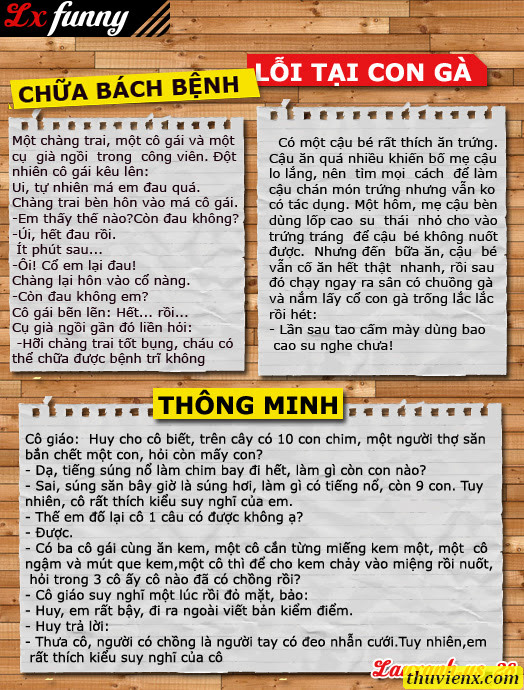 Lx funny
CHỮA BÁCH BỆNH
LỖI TẠI CON GÀ
Một chàng trai, một cô gái và một
cụ già ngồi trong công viên. Đột
nhiên cô gái kêu lên:
Ui, tự nhiên má em đau quá.
Chàng trai bèn hôn vào má cô gái.
-Em thấy thế nào?Còn đau không?
-Úi, hết đau rồi.
Ít phút sau...
-Ôi! Cổ em lại đau!
Chàng lại hôn vào cổ nàng.
-Còn đau không em?
Cô gái bẽn lẽn: Hết... rồi...
Cụ già ngồi gần đó liền hỏi:
-Hỡi chàng trai tốt bụng, cháu có
thể chữa được bệnh trĩ không
Có một cậu bé rất thích ăn trứng.
Cậu ăn quá nhiều khiến bố mẹ cậu
lo lắng, nên tìm mọi cách để làm
cậu chán món trứng nhưng vẫn ko
có tác dụng. Một hôm, mẹ cậu bèn
dùng lốp cao su thái nhỏ cho vào
trứng tráng để cậu bé không nuốt
được. Nhưng đến bữa ăn, cậu bé
vẫn cố ăn hết thật nhanh, rồi sau
đó chạy ngay ra sân có chuồng gà
và nắm lấy cổ con gà trống lắc lắc
rồi hét:
- Lần sau tao cấm mày dùng bao
cao su nghe chưa!
THÔNG MINH
Cô giáo: Huy cho cô biết, trên cây có 10 con chim, một người thợ săn
bắn chết một con, hỏi còn mấy con?
- Dạ, tiếng súng nổ làm chim bay đi hết, làm gì còn con nào?
- Sai, súng săn bây giờ là súng hơi, làm gì có tiếng nổ, còn 9 con. Tuy
nhiên, cô rất thích kiểu suy nghĩ của em.
- Thế em đố lại cô 1 câu có được không ạ?
- Được.
- Có ba cô gái cùng ăn kem, một cô cắn từng miếng kem một, một cô
ngậm và mút que kem,một cô thì để cho kem chảy vào miệng rồi nuốt,
hỏi trong 3 cô ấy cô nào đã có chồng rồi?
- Cô giáo suy nghĩ một lúc rồi đỏ mặt, bảo:
- Huy, em rất bậy, đi ra ngoài viết bản kiểm điểm.
- Huy trả lời:
- Thưa cô, người có chồng là người tay có đeo nhẫn cưới.Tuy nhiên,em
rất thích kiểu suy nghĩ của cô
thuvienx.com